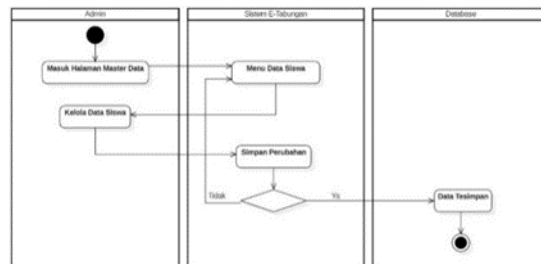 Admin
Sistem E-Tabungan
Database
Masuk Halaman Master Data
Menu Data Siswa
Kelola Data Siswa
Simpan Perubahan
Tidak
Ya
Data Tesimpan